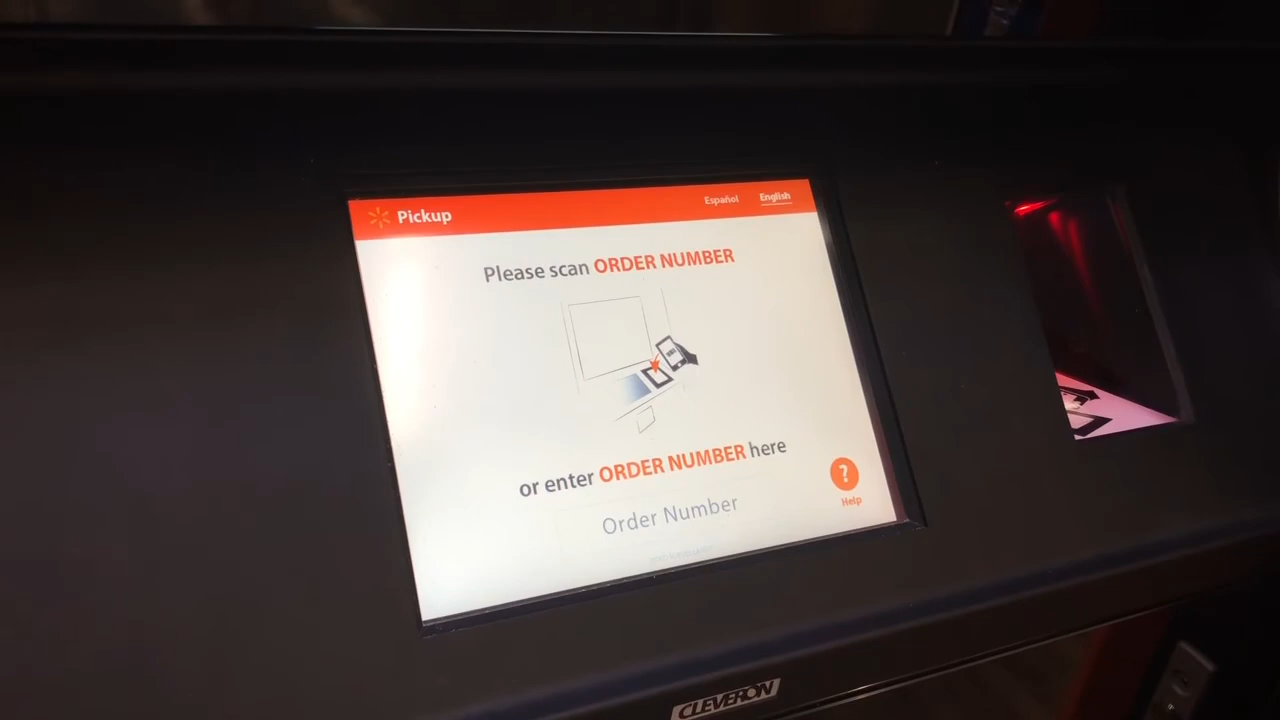 Pickup
Español
English
Please scan ORDER NUMBER
or enter ORDER NUMBER here
Order Number
Help
CLEVERON